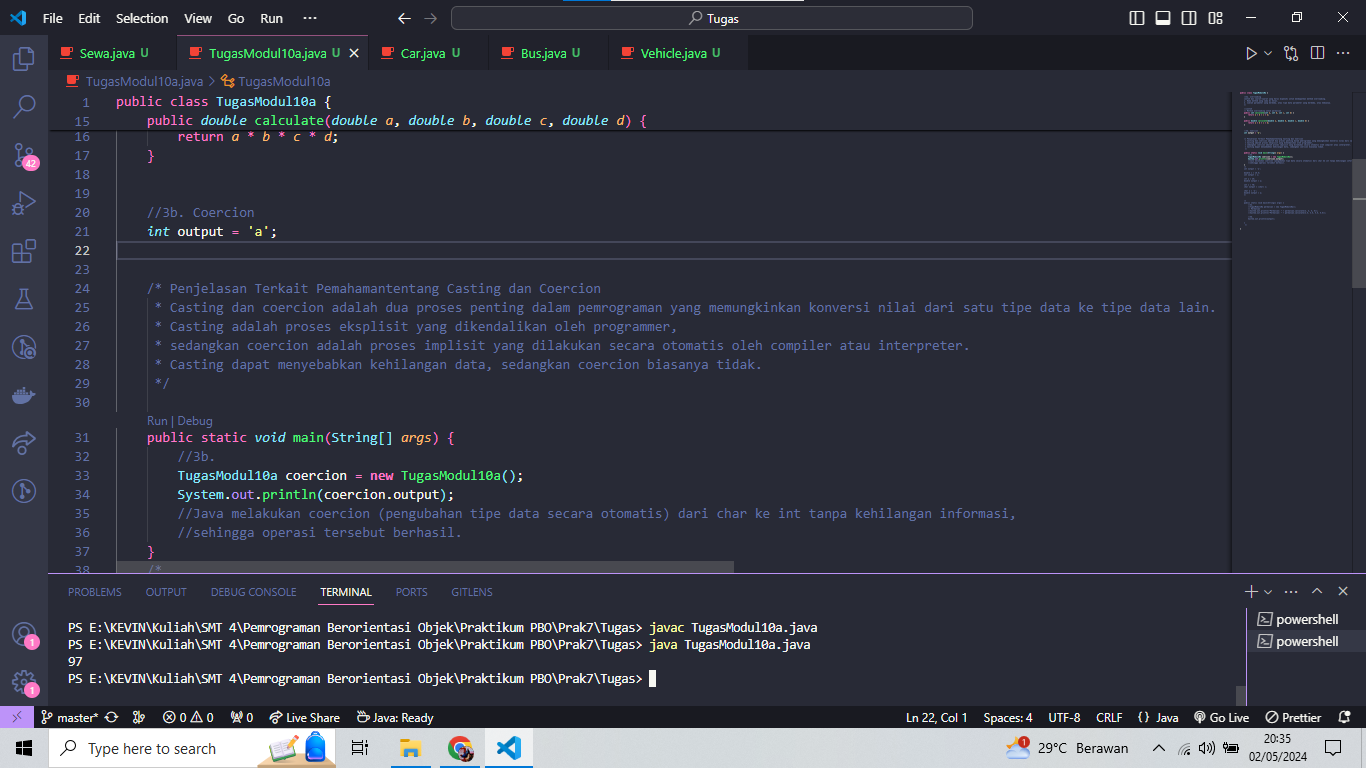 File Edit Selection View Go Run ··· Tugas
Sewa.java U TugasModul10a.java U Car.java U Bus.java U Vehicle.java U
TugasModul10a.java > TugasModul10a
1 public class TugasModul10a {
15 public double calculate(double a, double b, double c, double d) {
16 return a * b * c * d;
17 }
18
19
20 //3b. Coercion
21 int output = 'a';
22
23
24 /* Penjelasan Terkait Pemahamantentang Casting dan Coercion
25 * Casting dan coercion adalah dua proses penting dalam pemrograman yang memungkinkan konversi nilai dari satu tipe data ke tipe data lain.
26 * Casting adalah proses eksplisit yang dikendalikan oleh programmer,
27 * sedangkan coercion adalah proses implisit yang dilakukan secara otomatis oleh compiler atau interpreter.
28 * Casting dapat menyebabkan kehilangan data, sedangkan coercion biasanya tidak.
29 */
30
Run | Debug
31 public static void main(String[] args) {
32 //3b.
33 TugasModul10a coercion = new TugasModul10a();
34 System.out.println(coercion.output);
35 //Java melakukan coercion (pengubahan tipe data secara otomatis) dari char ke int tanpa kehilangan informasi,
36 //sehingga operasi tersebut berhasil.
37 }
38 /*
PROBLEMS OUTPUT DEBUG CONSOLE TERMINAL PORTS GITLENS
PS E:\KEVIN\Kuliah\SMT 4\Pemrograman Berorientasi Objek\Praktikum PBO\Prak7\Tugas> javac TugasModul10a.java
PS E:\KEVIN\Kuliah\SMT 4\Pemrograman Berorientasi Objek\Praktikum PBO\Prak7\Tugas> java TugasModul10a.java
97
PS E:\KEVIN\Kuliah\SMT 4\Pemrograman Berorientasi Objek\Praktikum PBO\Prak7\Tugas>
powershell
powershell
42
1
1
master* 0 0 0 Live Share Java: Ready Ln 22, Col 1 Spaces: 4 UTF-8 CRLF {} Java Go Live Prettier
Type here to search 1 29°C Berawan 20:35
02/05/2024